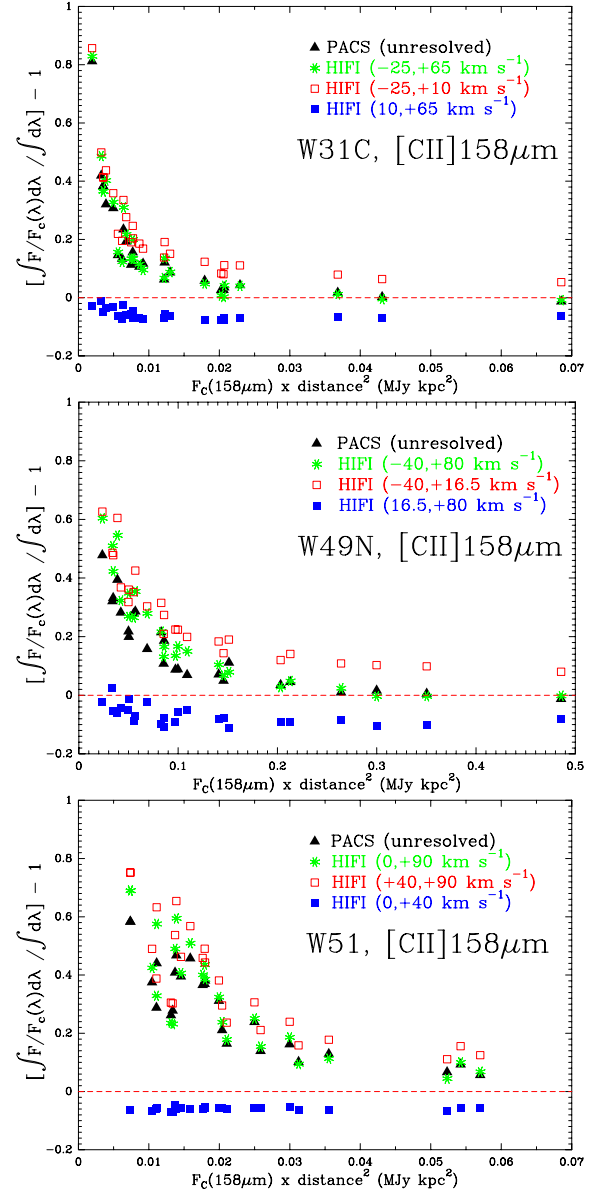 1
0.8
0.6
0.4
0.2
0
−0.2
[∫F/F_c(λ)dλ /∫dλ] − 1
PACS (unresolved)
HIFI (−25,+65 km s⁻¹)
HIFI (−25,+10 km s⁻¹)
HIFI (10,+65 km s⁻¹)
W31C, [CII]158μm
0 0.01 0.02 0.03 0.04 0.05 0.06 0.07
F_C(158μm) x distance² (MJy kpc²)
1
0.8
0.6
0.4
0.2
0
−0.2
[∫F/F_c(λ)dλ /∫dλ] − 1
PACS (unresolved)
HIFI (−40,+80 km s⁻¹)
HIFI (−40,+16.5 km s⁻¹)
HIFI (16.5,+80 km s⁻¹)
W49N, [CII]158μm
0 0.1 0.2 0.3 0.4 0.5
F_C(158μm) x distance² (MJy kpc²)
1
0.8
0.6
0.4
0.2
0
−0.2
[∫F/F_c(λ)dλ /∫dλ] − 1
PACS (unresolved)
HIFI (0,+90 km s⁻¹)
HIFI (+40,+90 km s⁻¹)
HIFI (0,+40 km s⁻¹)
W51, [CII]158μm
0 0.01 0.02 0.03 0.04 0.05 0.06 0.07
F_C(158μm) x distance² (MJy kpc²)